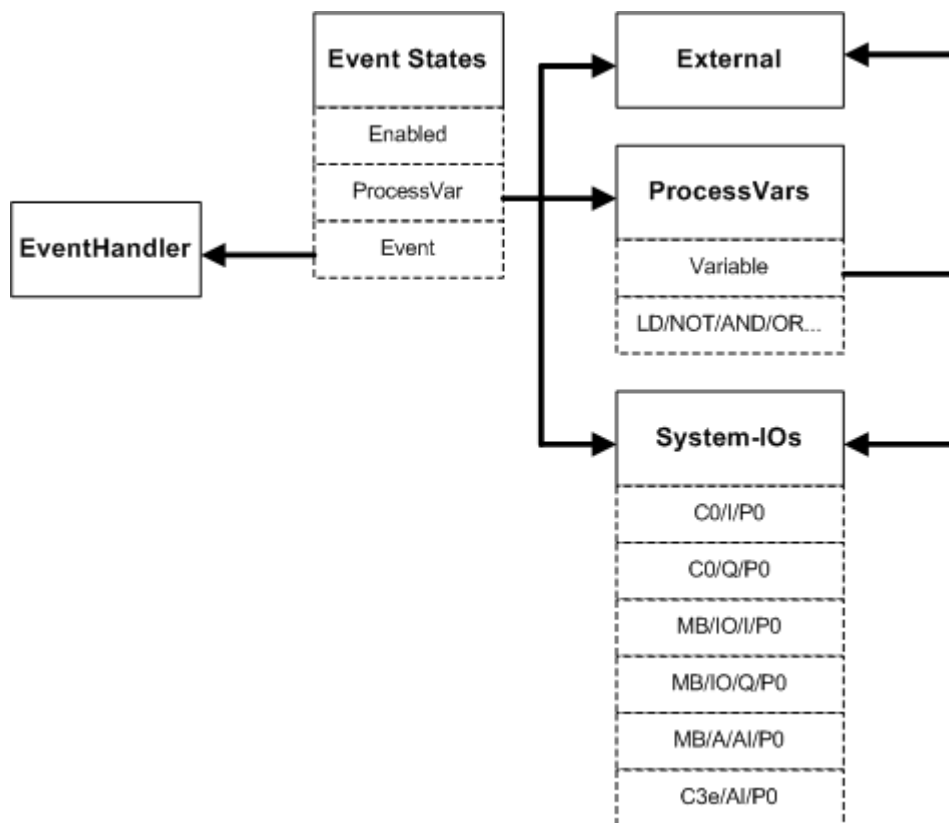 Event States
Enabled
ProcessVar
Event
EventHandler
External
ProcessVars
Variable
LD/NOT/AND/OR...
System-IOs
C0/I/P0
C0/Q/P0
MB/IO/I/P0
MB/IO/Q/P0
MB/A/AI/P0
C3e/AI/P0